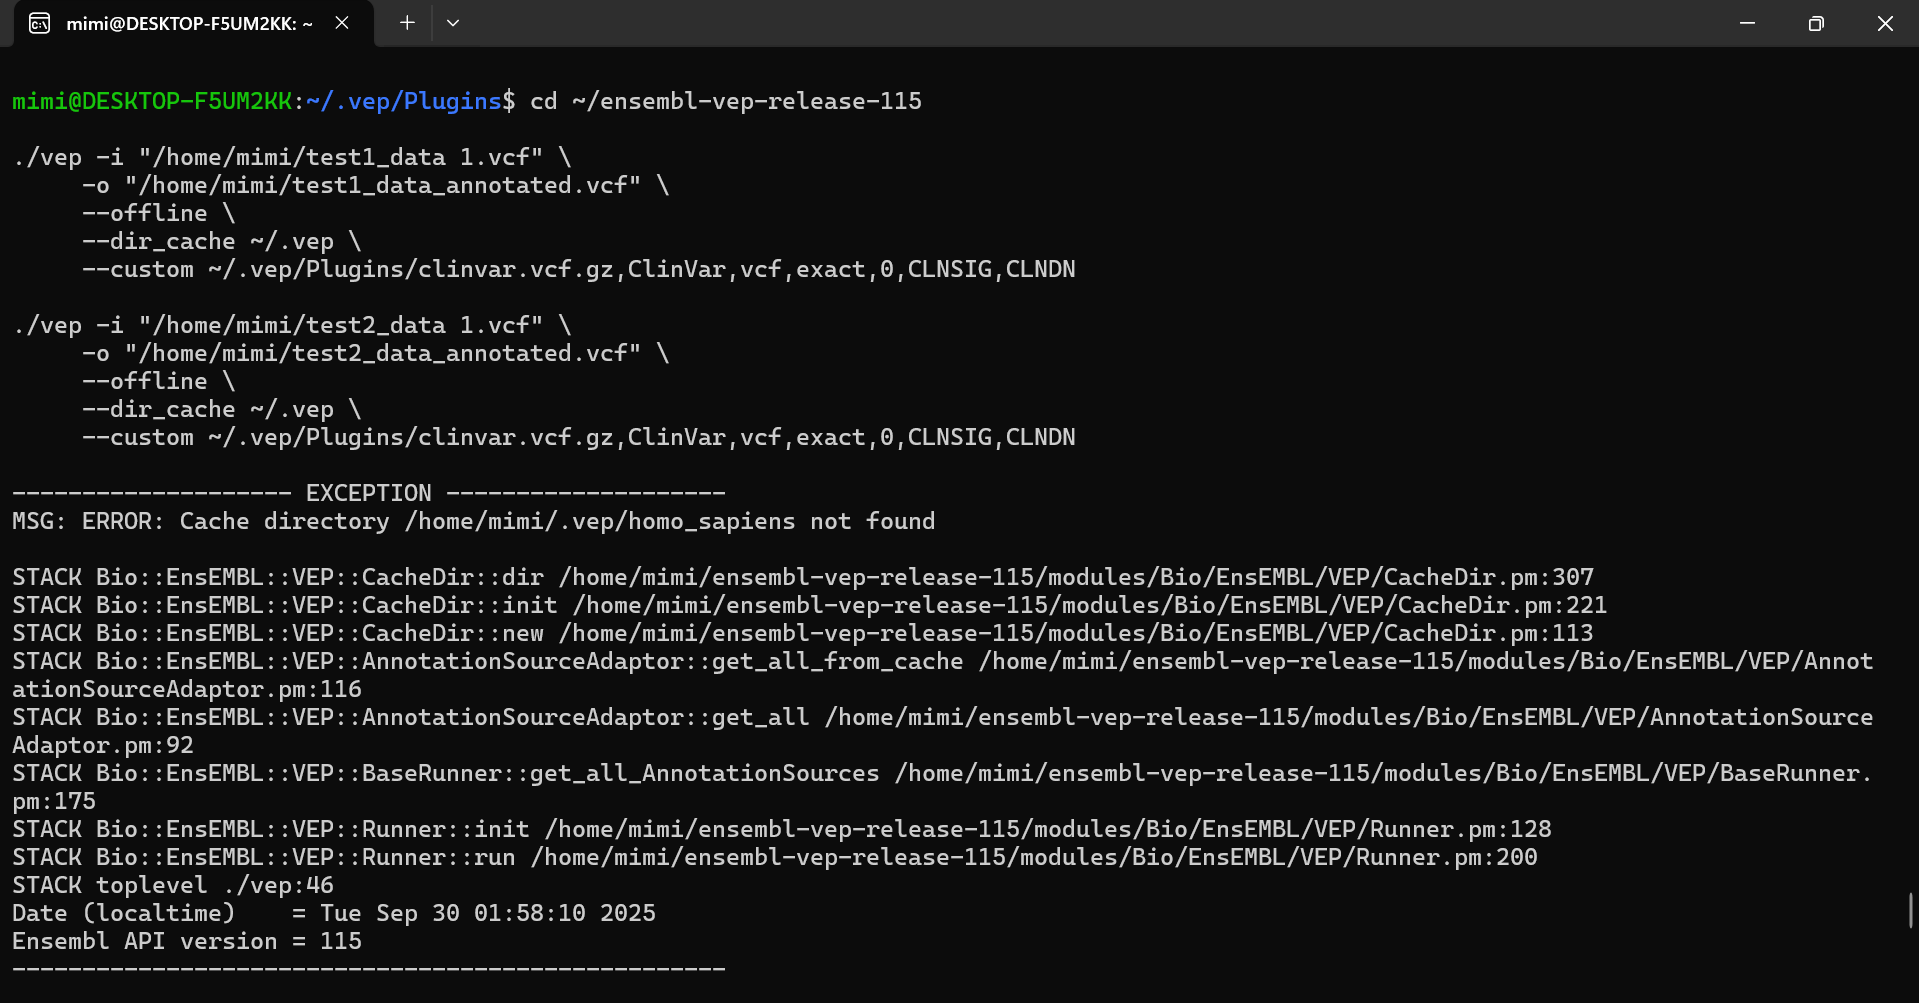 mimi@DESKTOP-F5UM2KK: ~
mimi@DESKTOP-F5UM2KK:~/.vep/Plugins$ cd ~/ensembl-vep-release-115
./vep -i "/home/mimi/test1_data 1.vcf" \
     -o "/home/mimi/test1_data_annotated.vcf" \
     --offline \
     --dir_cache ~/.vep \
     --custom ~/.vep/Plugins/clinvar.vcf.gz,ClinVar,vcf,exact,0,CLNSIG,CLNDN
./vep -i "/home/mimi/test2_data 1.vcf" \
     -o "/home/mimi/test2_data_annotated.vcf" \
     --offline \
     --dir_cache ~/.vep \
     --custom ~/.vep/Plugins/clinvar.vcf.gz,ClinVar,vcf,exact,0,CLNSIG,CLNDN
-------------------- EXCEPTION --------------------
MSG: ERROR: Cache directory /home/mimi/.vep/homo_sapiens not found
STACK Bio::EnsEMBL::VEP::CacheDir::dir /home/mimi/ensembl-vep-release-115/modules/Bio/EnsEMBL/VEP/CacheDir.pm:307
STACK Bio::EnsEMBL::VEP::CacheDir::init /home/mimi/ensembl-vep-release-115/modules/Bio/EnsEMBL/VEP/CacheDir.pm:221
STACK Bio::EnsEMBL::VEP::CacheDir::new /home/mimi/ensembl-vep-release-115/modules/Bio/EnsEMBL/VEP/CacheDir.pm:113
STACK Bio::EnsEMBL::VEP::AnnotationSourceAdaptor::get_all_from_cache /home/mimi/ensembl-vep-release-115/modules/Bio/EnsEMBL/VEP/Annot
ationSourceAdaptor.pm:116
STACK Bio::EnsEMBL::VEP::AnnotationSourceAdaptor::get_all /home/mimi/ensembl-vep-release-115/modules/Bio/EnsEMBL/VEP/AnnotationSource
Adaptor.pm:92
STACK Bio::EnsEMBL::VEP::BaseRunner::get_all_AnnotationSources /home/mimi/ensembl-vep-release-115/modules/Bio/EnsEMBL/VEP/BaseRunner.
pm:175
STACK Bio::EnsEMBL::VEP::Runner::init /home/mimi/ensembl-vep-release-115/modules/Bio/EnsEMBL/VEP/Runner.pm:128
STACK Bio::EnsEMBL::VEP::Runner::run /home/mimi/ensembl-vep-release-115/modules/Bio/EnsEMBL/VEP/Runner.pm:200
STACK toplevel ./vep:46
Date (localtime)    = Tue Sep 30 01:58:10 2025
Ensembl API version = 115
---------------------------------------------------